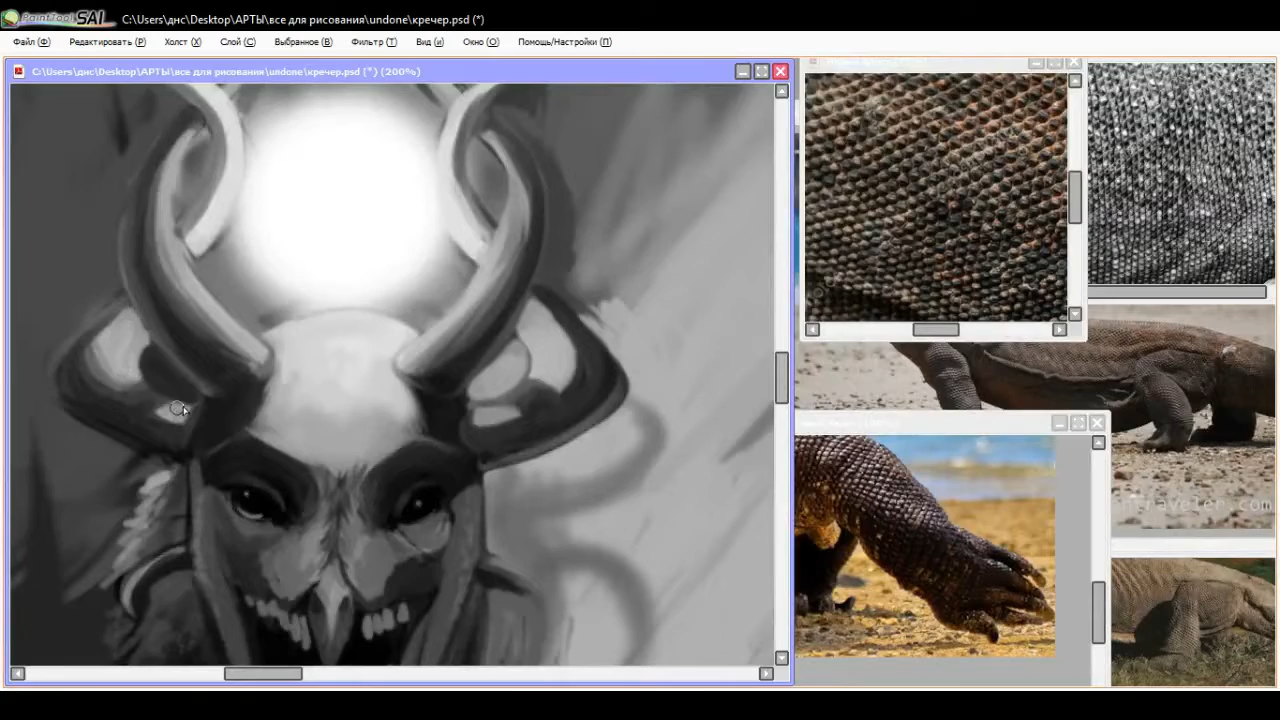 PaintTool SAI C:\Users\днс\Desktop\АРТЫ\все для рисования\undone\кречер.psd (*)
Файл (Ф) Редактировать (Р) Холст (Х) Слой (С) Выбранное (В) Фильтр (Т) Вид (и) Окно (О) Помощь/Настройки (П)
C:\Users\днс\Desktop\АРТЫ\все для рисования\undone\кречер.psd (*) (200%)